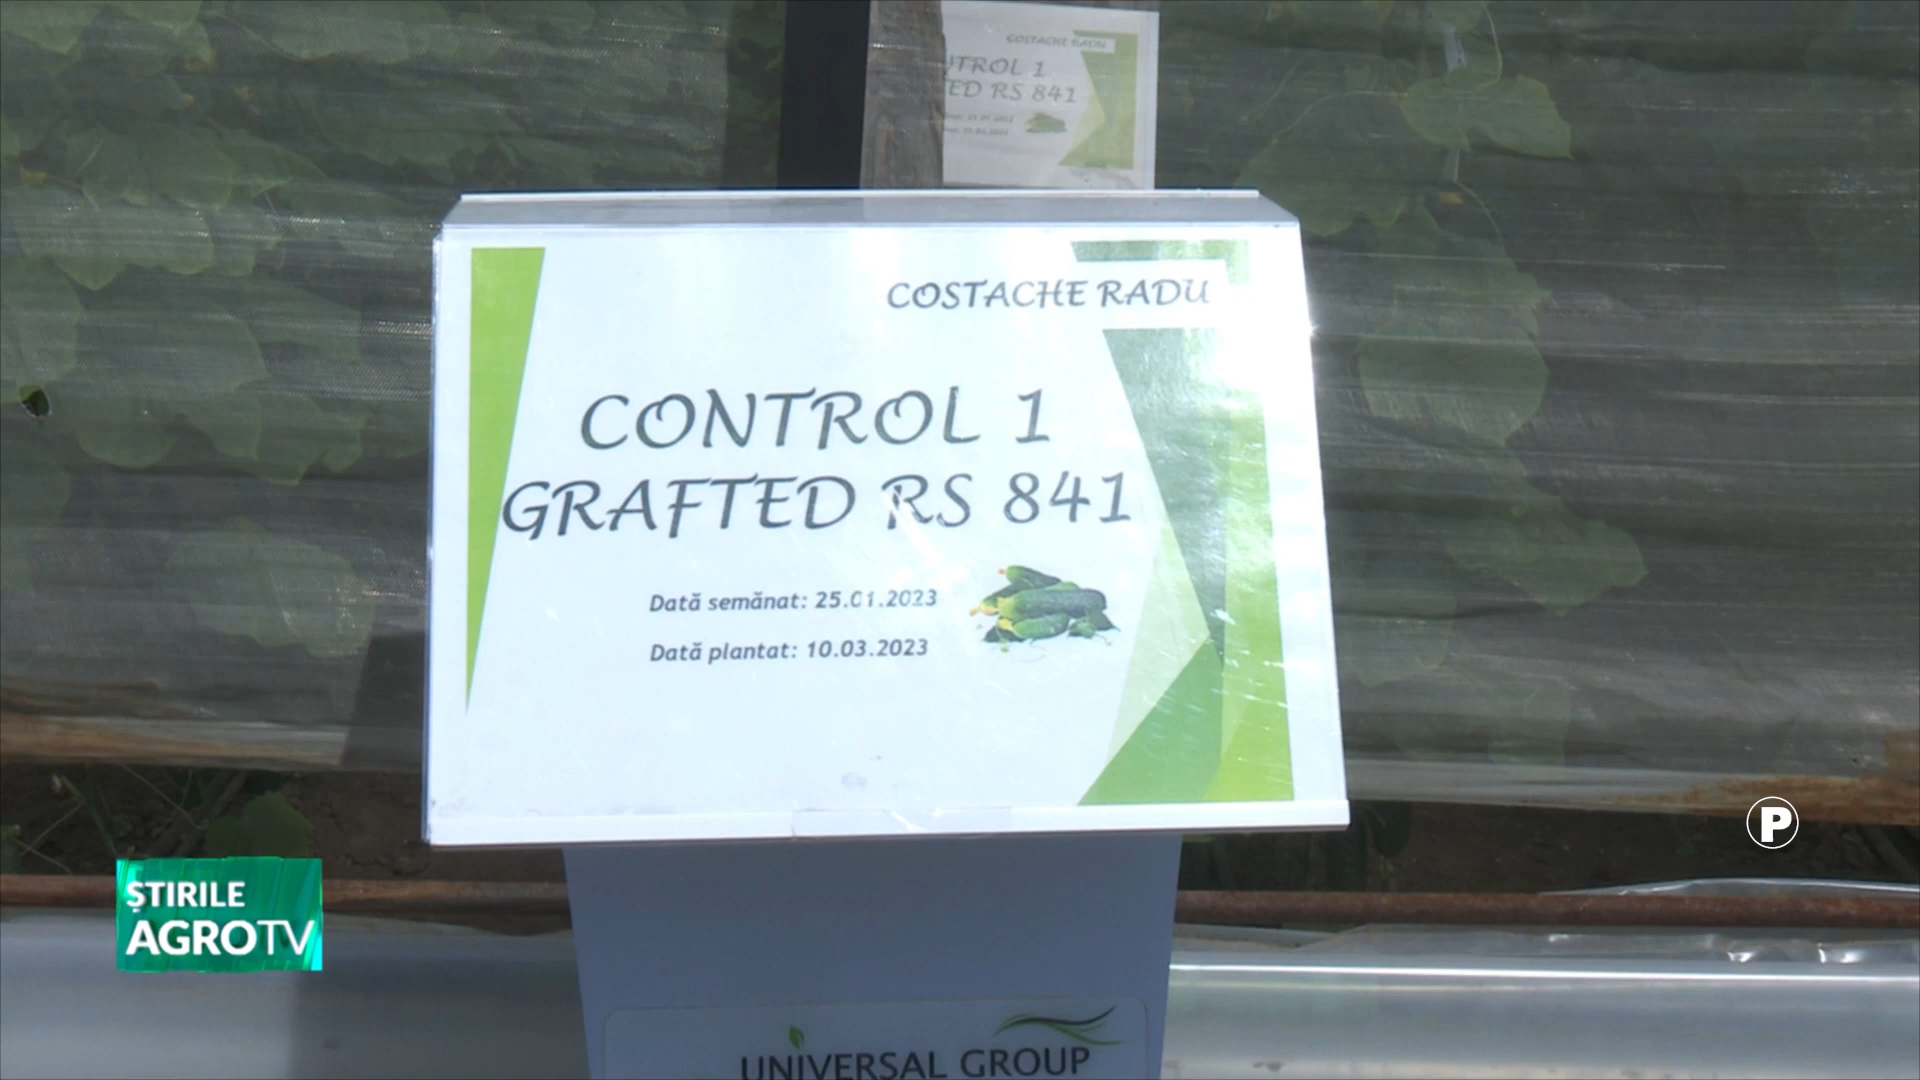 COSTACHE RADU
TROL 1
ED RS 841
COSTACHE RADU
CONTROL 1
GRAFTED RS 841
Dată semănat: 25.01.2023
Dată plantat: 10.03.2023
P
ȘTIRILE
AGROTV
UNIVERSAL GROUP